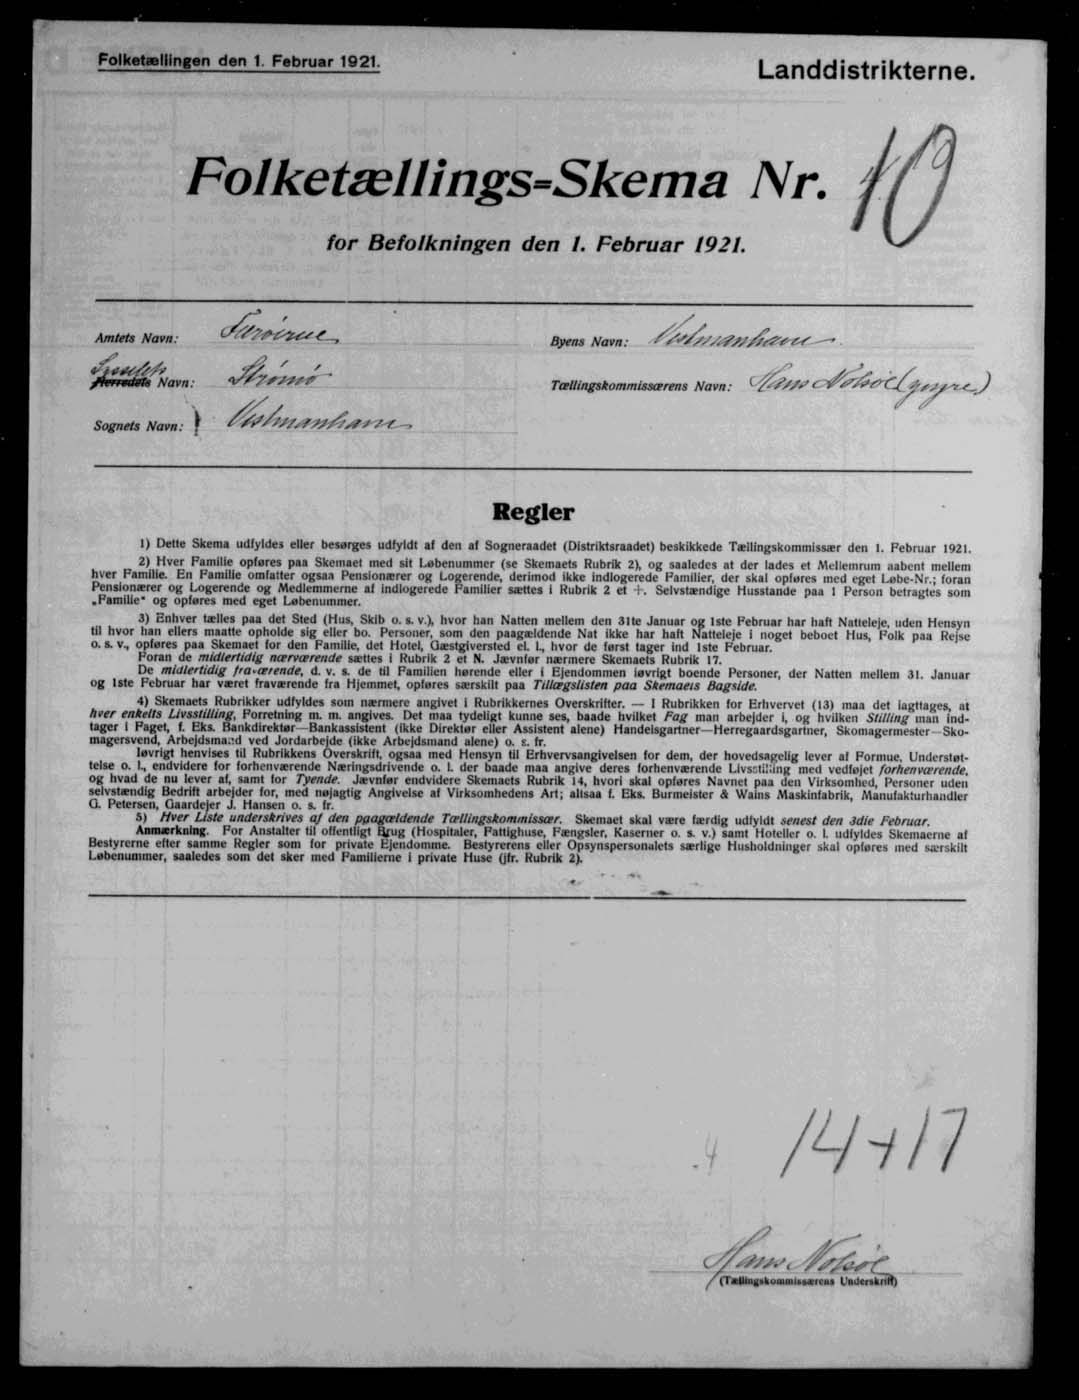 Folketællingen den 1. Februar 1921.
Landdistrikterne.
Folketællings=Skema Nr. 10
for Befolkningen den 1. Februar 1921.
Amtets Navn: Færöerne
Byens Navn: Vestmanhavn
Sysselets
Herredets Navn: Strømø
Tællingskommissærens Navn: Hans Nolsöe (yngre)
Sognets Navn: Vestmanhavn
Regler
1) Dette Skema udfyldes eller besørges udfyldt af den af Sogneraadet (Distriktsraadet) beskikkede Tællingskommissær den 1. Februar 1921.
2) Hver Familie opføres paa Skemaet med sit Løbenummer (se Skemaets Rubrik 2), og saaledes at der lades et Mellemrum aabent mellem
hver Familie. En Familie omfatter ogsaa Pensionærer og Logerende, derimod ikke indlogerede Familier, der skal opføres med eget Løbe-Nr.; foran
Pensionærer og Logerende og Medlemmerne af indlogerede Familier sættes i Rubrik 2 et +. Selvstændige Husstande paa 1 Person betragtes som
„Familie“ og opføres med eget Løbenummer.
3) Enhver tælles paa det Sted (Hus, Skib o. s. v.), hvor han Natten mellem den 31te Januar og 1ste Februar har haft Natteleje, uden Hensyn
til hvor han ellers maatte opholde sig eller bo. Personer, som den paagældende Nat ikke har haft Natteleje i noget beboet Hus, Folk paa Rejse
o. s. v., opføres paa Skemaet for den Familie, det Hotel, Gæstgiversted el. l., hvor de først tager ind 1ste Februar.
Foran de midlertidig nærværende sættes i Rubrik 2 et N. Jævnfør nærmere Skemaets Rubrik 17.
De midlertidig fraværende, d. v. s. de til Familien hørende eller i Ejendommen iøvrigt boende Personer, der Natten mellem 31. Januar
og 1ste Februar har været fraværende fra Hjemmet, opføres særskilt paa Tillægslisten paa Skemaets Bagside.
4) Skemaets Rubrikker udfyldes som nærmere angivet i Rubrikkernes Overskrifter. — I Rubrikken for Erhvervet (13) maa det iagttages, at
hver enkelts Livsstilling, Forretning m. m. angives. Det maa tydeligt kunne ses, baade hvilket Fag man arbejder i, og hvilken Stilling man ind-
tager i Faget, f. Eks. Bankdirektør—Bankassistent (ikke Direktør eller Assistent alene) Handelsgartner—Herregaardsgartner, Skomagermester—Sko-
magersvend, Arbejdsmand ved Jordarbejde (ikke Arbejdsmand alene) o. s. fr.
Iøvrigt henvises til Rubrikkens Overskrift, ogsaa med Hensyn til Erhvervsangivelsen for dem, der hovedsagelig lever af Formue, Understøt-
telse o. l., endvidere for forhenværende Næringsdrivende o. l. der baade maa angive deres forhenværende Livsstilling med vedføjet forhenværende,
og hvad de nu lever af, samt for Tyende. Jævnfør endvidere Skemaets Rubrik 14, hvori skal opføres Navnet paa den Virksomhed, Personer uden
selvstændig Bedrift arbejder for, med nøjagtig Angivelse af Virksomhedens Art; altsaa f. Eks. Burmeister & Wains Maskinfabrik, Manufakturhandler
G. Petersen, Gaardejer J. Hansen o. s. fr.
5) Hver Liste underskrives af den paagældende Tællingskommissær. Skemaet skal være færdig udfyldt senest den 3die Februar.
Anmærkning. For Anstalter til offentligt Brug (Hospitaler, Fattighuse, Fængsler, Kaserner o. s. v.) samt Hoteller o. l. udfyldes Skemaerne af
Bestyrerne efter samme Regler som for private Ejendomme. Bestyrerens eller Opsynspersonalets særlige Husholdninger skal opføres med særskilt
Løbenummer, saaledes som det sker med Familierne i private Huse (jfr. Rubrik 2).
4
14+17
Hans Nolsöe
(Tællingskommissærens Underskrift)